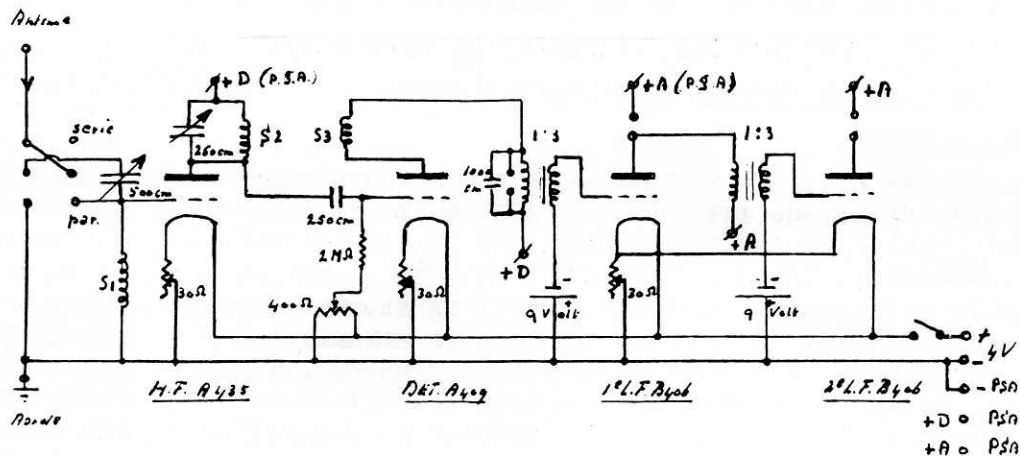 Antenne
+D (P.S.A.)
serie
250cm
S2
S3
1:3
1000
cm
+A (P.S.A)
1:3
+A
500cm
par.
250cm
S1
30Ω
2MΩ
400Ω
30Ω
+D
9 Volt
30Ω
+A
9 Volt
+
4V
-
- PSA
+D PSA
+A PSA
H.F. A435
DET. A409
1e L.F. B406
2e L.F. B406
Aarde